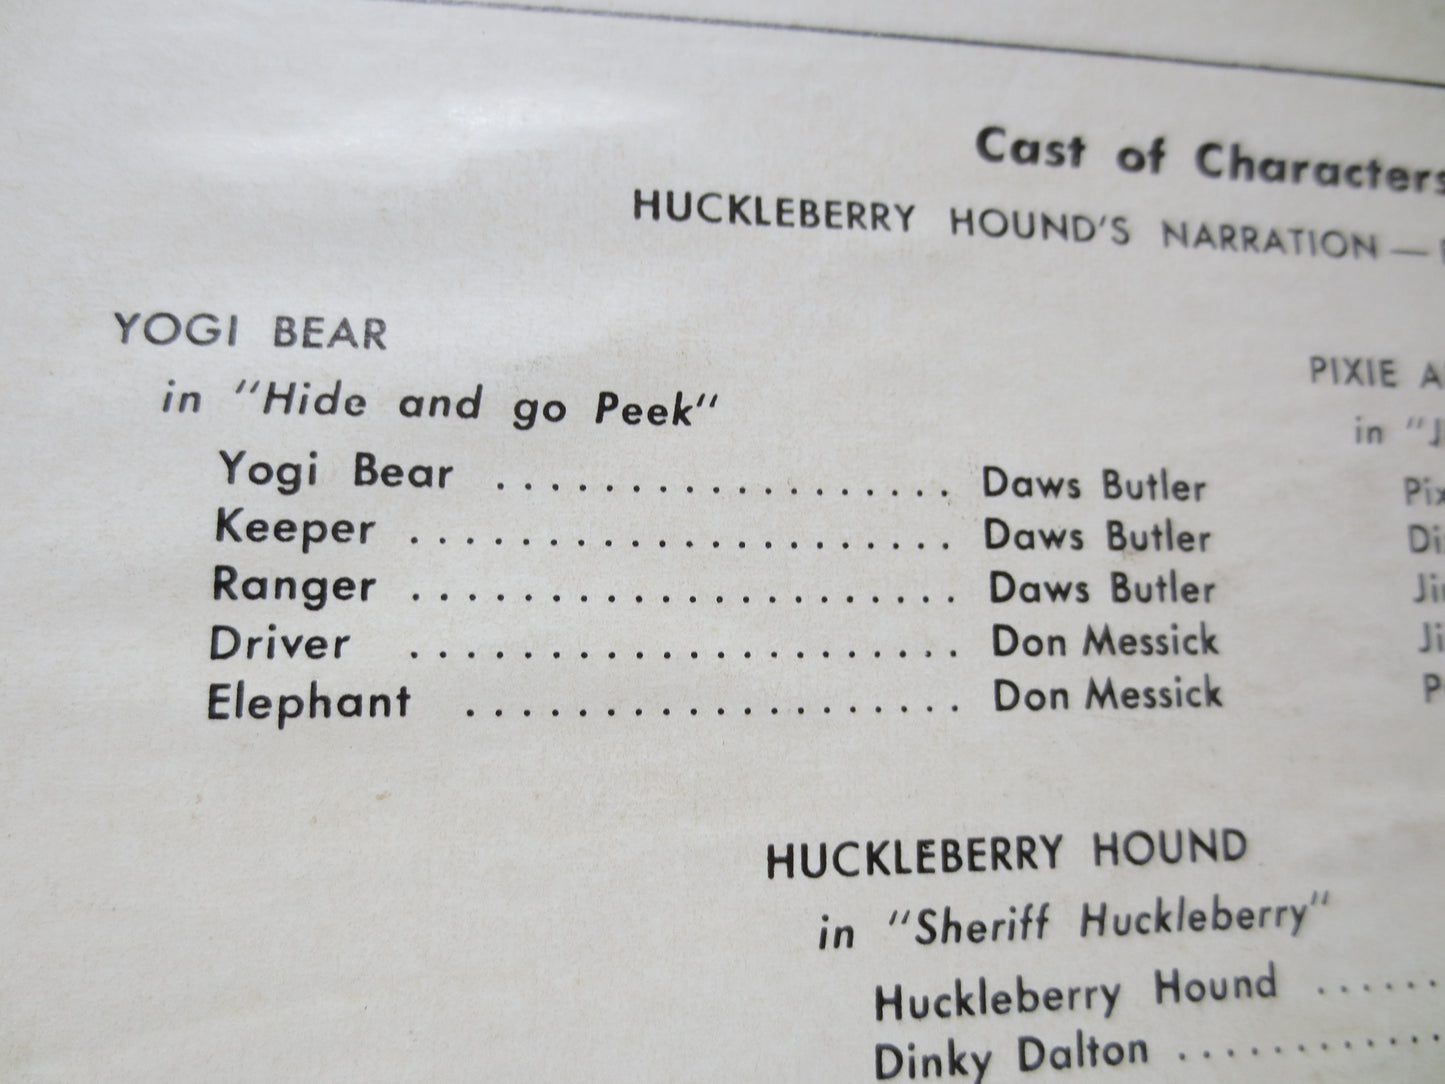 Cast of Characters
HUCKLEBERRY HOUND'S NARRATION —
YOGI BEAR
in "Hide and go Peek"
Yogi Bear . . . . . . . . . . . . . . . . . . Daws Butler
Keeper . . . . . . . . . . . . . . . . . . . . . Daws Butler
Ranger . . . . . . . . . . . . . . . . . . . . Daws Butler
Driver . . . . . . . . . . . . . . . . . . . . Don Messick
Elephant . . . . . . . . . . . . . . . . . . Don Messick
PIXIE
in
HUCKLEBERRY HOUND
in "Sheriff Huckleberry"
Huckleberry Hound . . . . . .
Dinky Dalton . . . . . . . . . . .